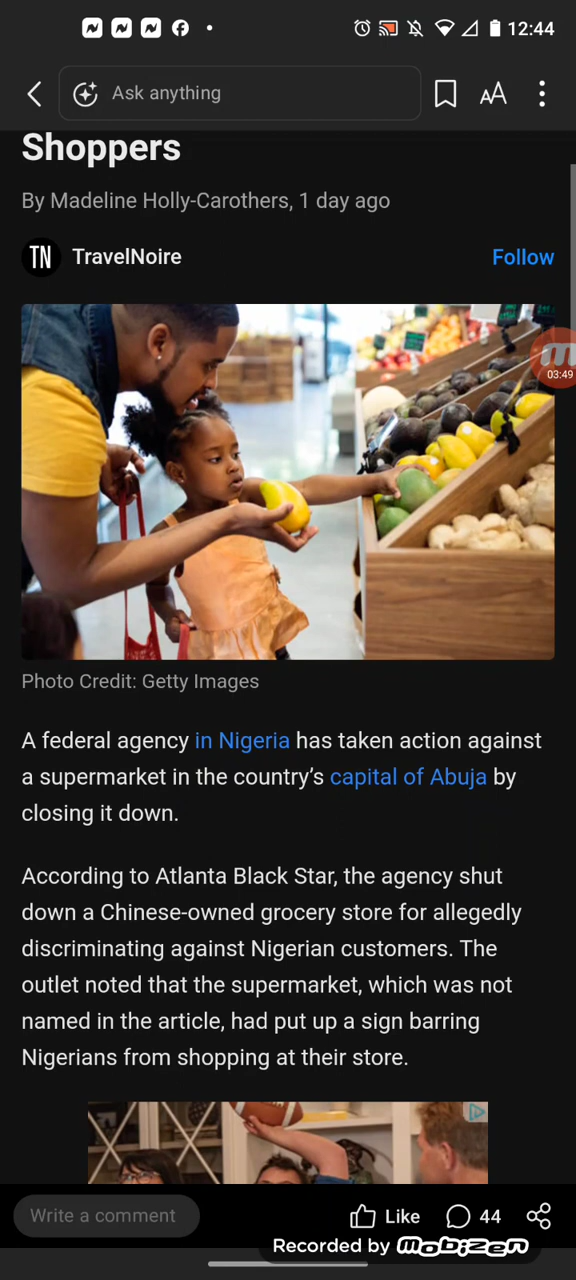 12:44
Ask anything
AA
Shoppers
By Madeline Holly-Carothers, 1 day ago
TN TravelNoire
Follow
03:49
Photo Credit: Getty Images
A federal agency in Nigeria has taken action against
a supermarket in the country's capital of Abuja by
closing it down.
According to Atlanta Black Star, the agency shut
down a Chinese-owned grocery store for allegedly
discriminating against Nigerian customers. The
outlet noted that the supermarket, which was not
named in the article, had put up a sign barring
Nigerians from shopping at their store.
Write a comment
Like
44
Recorded by mobizen